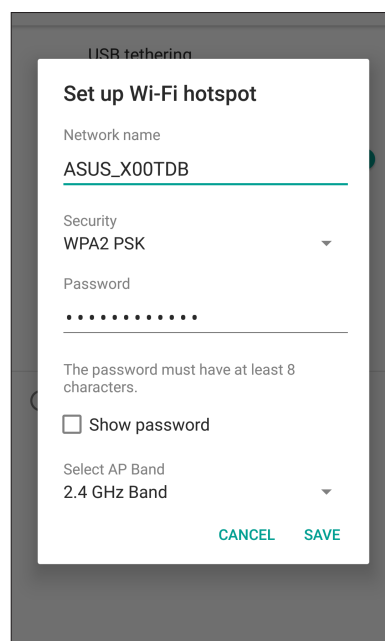 USB tethering
Set up Wi-Fi hotspot
Network name
ASUS_X00TDB
Security
WPA2 PSK
Password
••••••••••••
The password must have at least 8
characters.
Show password
Select AP Band
2.4 GHz Band
CANCEL SAVE